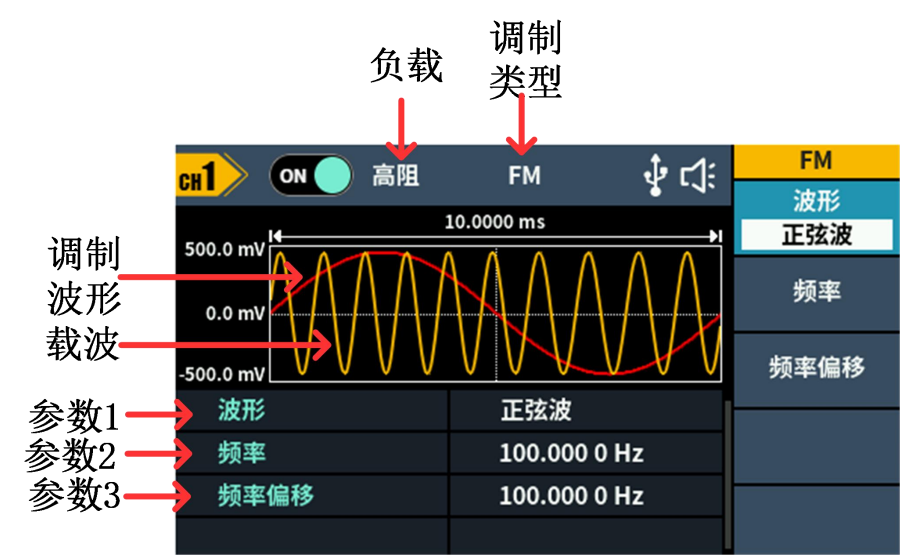 负载
调制
类型
CH1
ON
高阻
FM
FM
波形
正弦波
频率
频率偏移
10.0000 ms
500.0 mV
0.0 mV
-500.0 mV
调制
波形
载波
参数1
波形
正弦波
参数2
频率
100.000 0 Hz
参数3
频率偏移
100.000 0 Hz